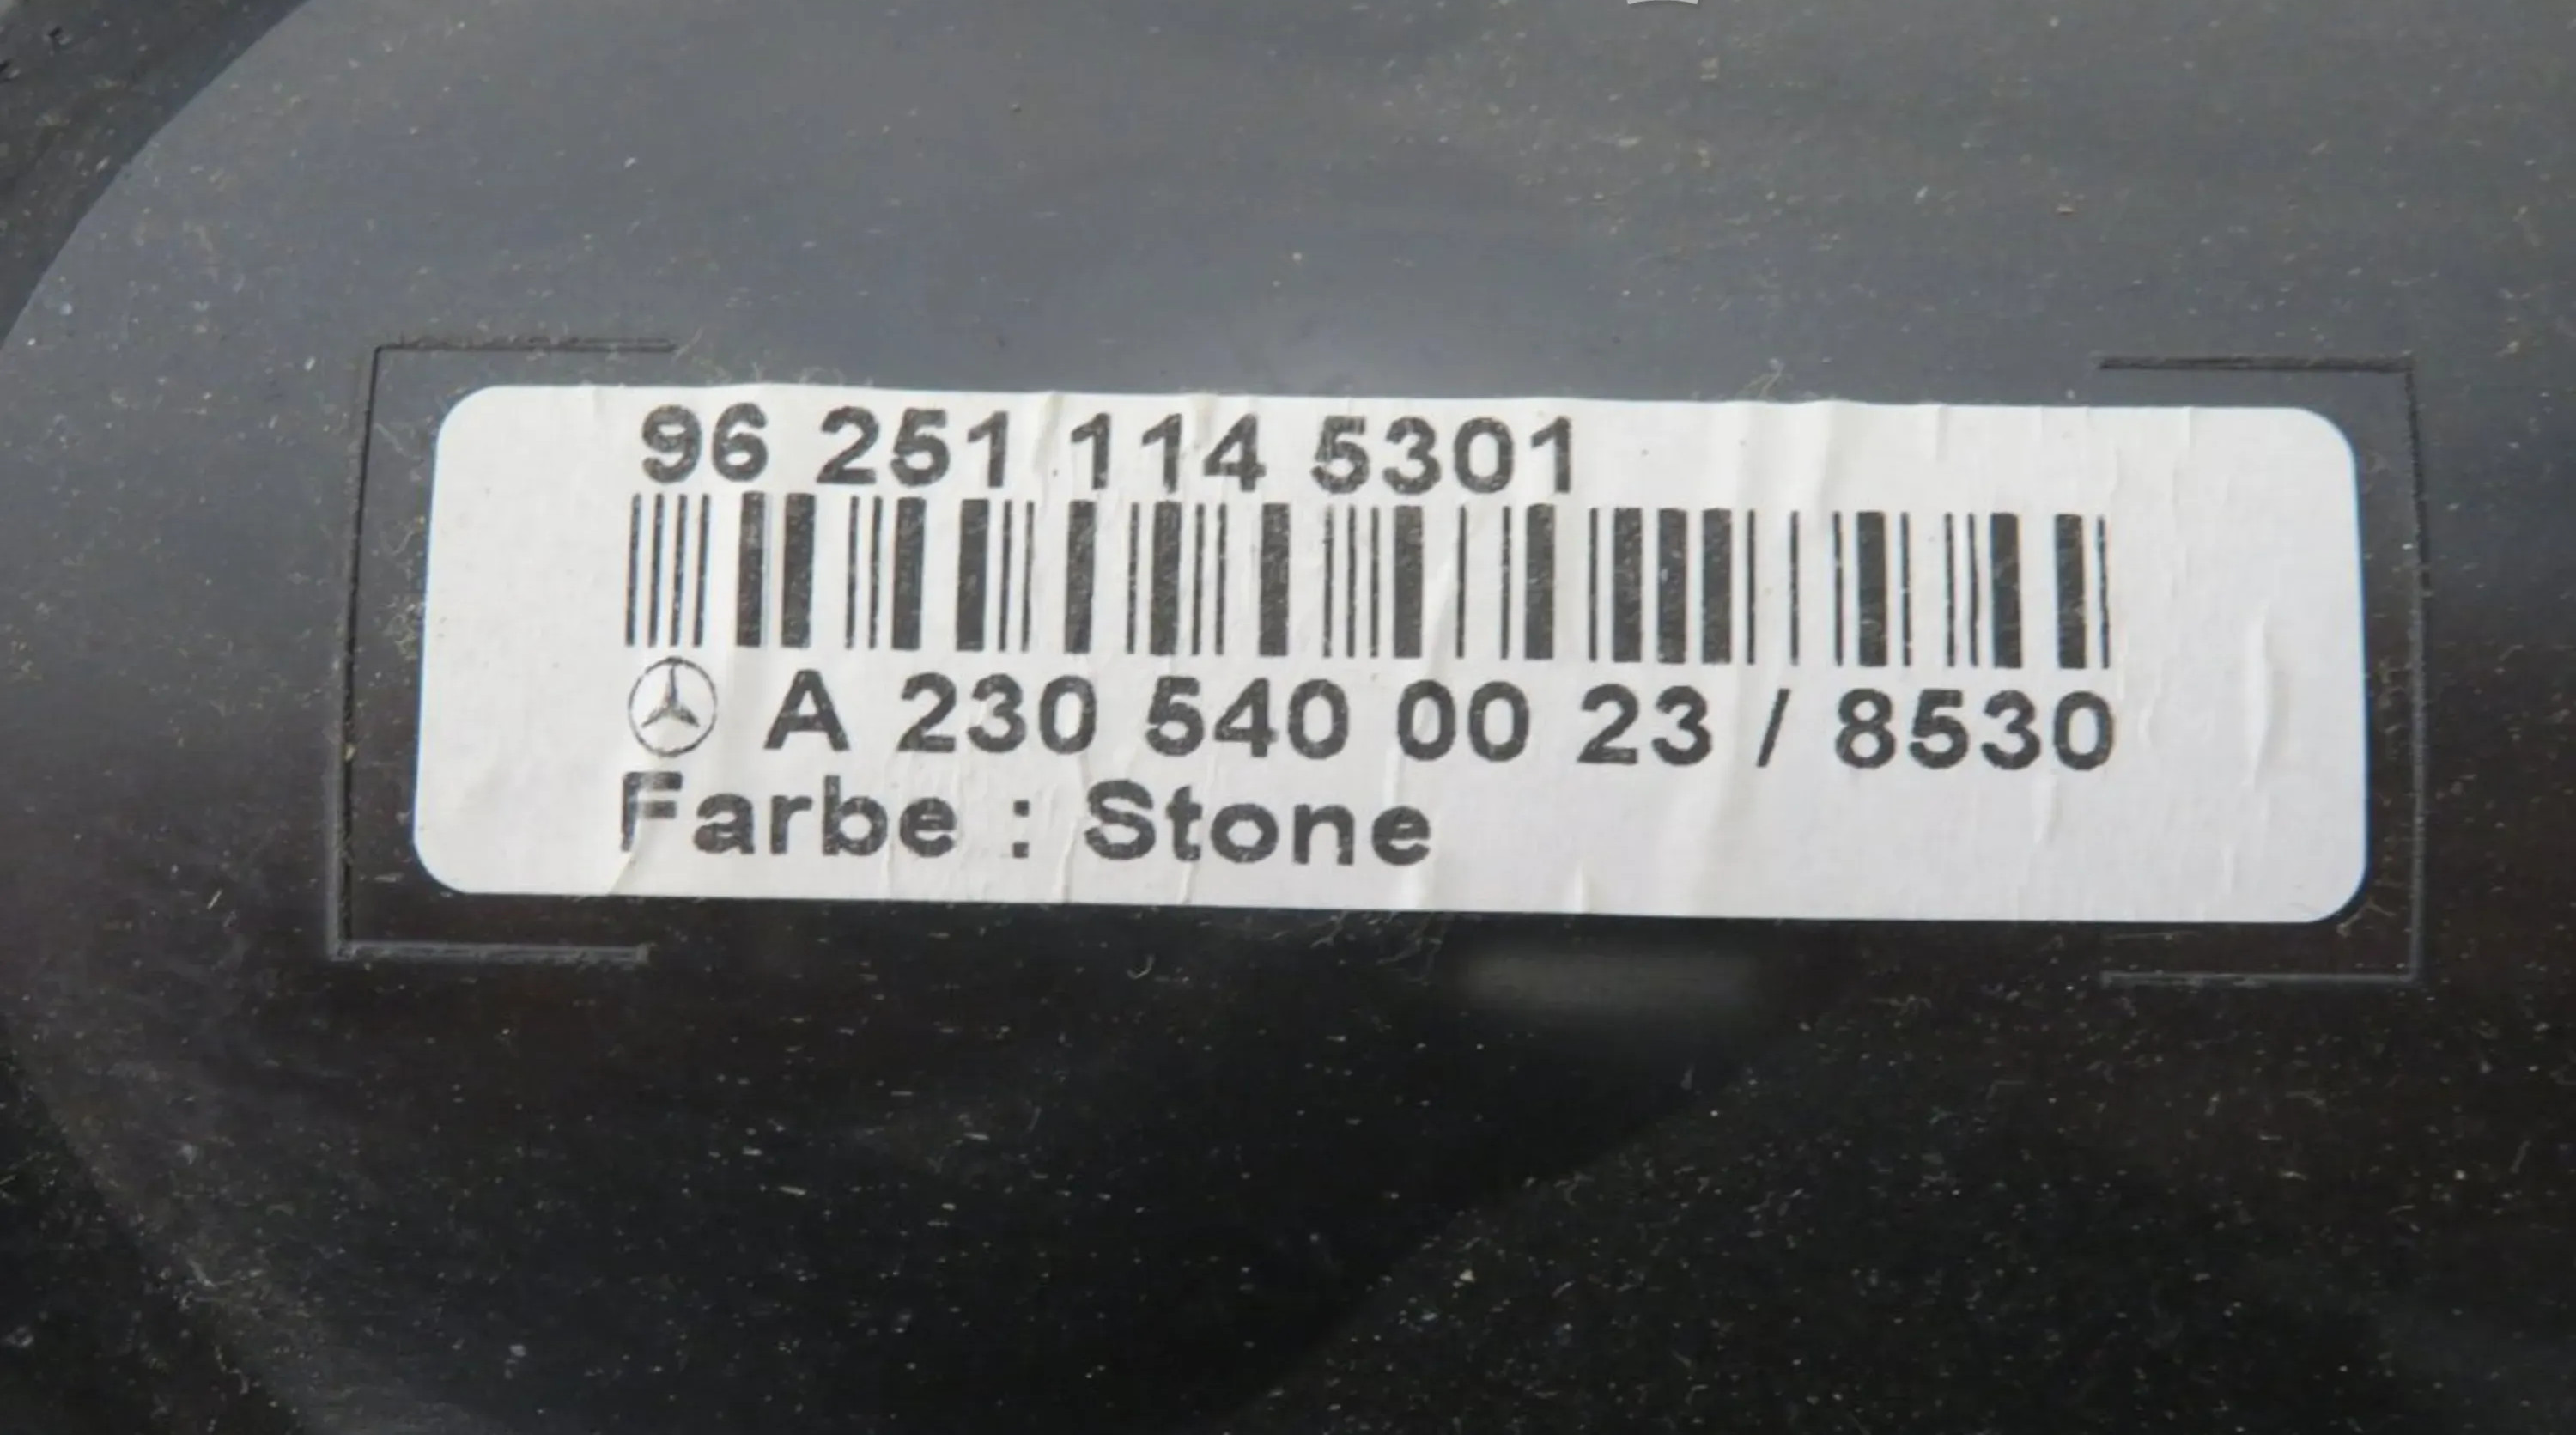 96 251 114 5301
A 230 540 00 23 / 8530
Farbe : Stone